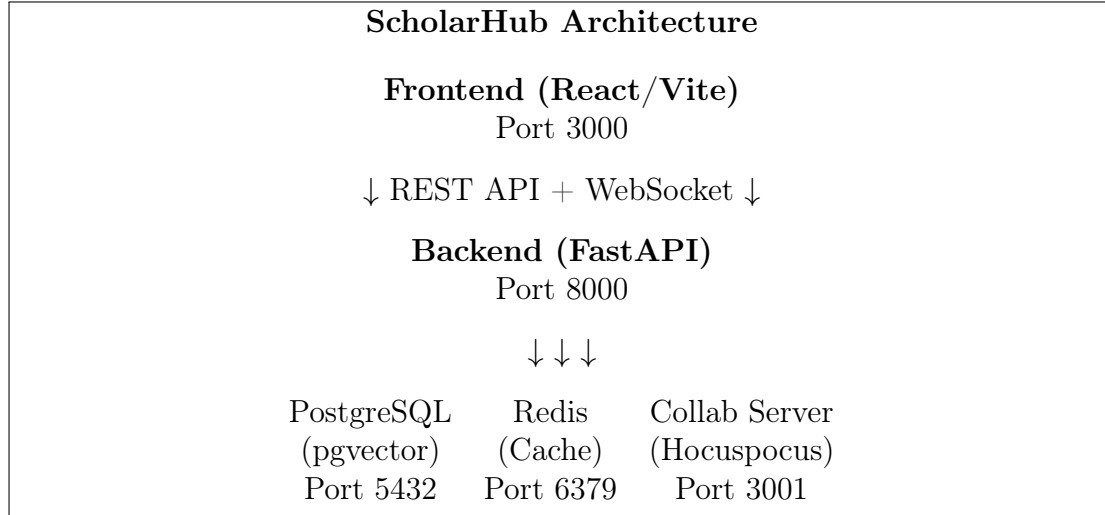 ScholarHub Architecture
Frontend (React/Vite)
Port 3000
↓ REST API + WebSocket ↓
Backend (FastAPI)
Port 8000
↓ ↓ ↓
PostgreSQL Redis Collab Server
(pgvector) (Cache) (Hocuspocus)
Port 5432 Port 6379 Port 3001